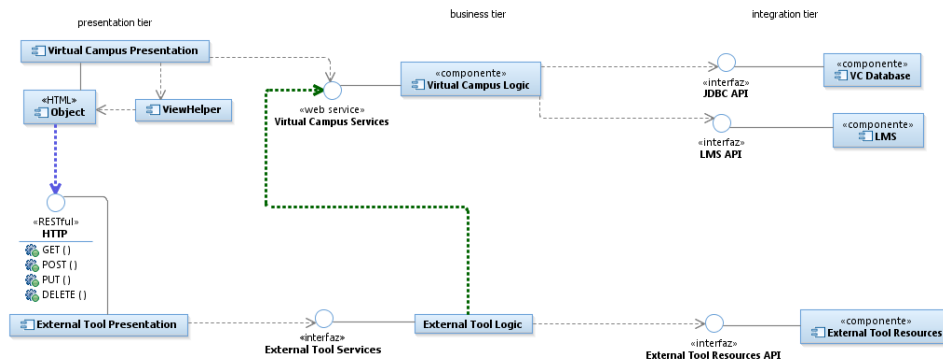 presentation tier
business tier
integration tier
Virtual Campus Presentation
«componente»
Virtual Campus Logic
«componente»
VC Database
«interfaz»
JDBC API
«HTML»
Object
ViewHelper
«web service»
Virtual Campus Services
«componente»
LMS
«interfaz»
LMS API
«RESTful»
HTTP
GET ( )
POST ( )
PUT ( )
DELETE ( )
External Tool Presentation
«interfaz»
External Tool Services
External Tool Logic
«interfaz»
External Tool Resources API
«componente»
External Tool Resources